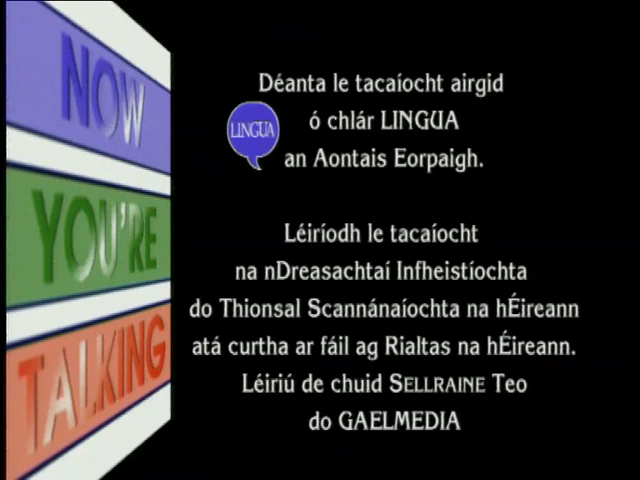 NOW
YOU'RE
TALKING
Déanta le tacaíocht airgid
LINGUA
ó chlár LINGUA
an Aontais Eorpaigh.
Léiríodh le tacaíocht
na nDreasachtaí Infheistíochta
do Thionsal Scannánaíochta na hÉireann
atá curtha ar fáil ag Rialtas na hÉireann.
Léiriú de chuid SELLRAINE Teo
do GAELMEDIA